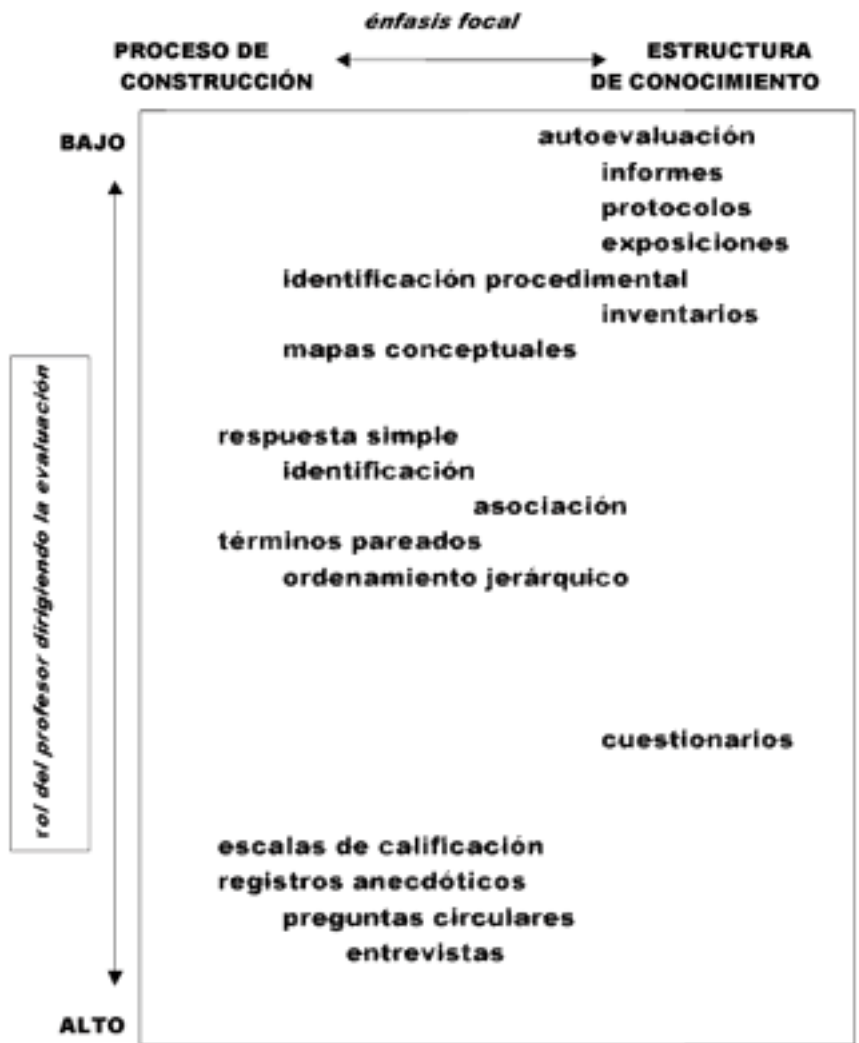 énfasis focal
PROCESO DE
CONSTRUCCIÓN
ESTRUCTURA
DE CONOCIMIENTO
BAJO
autoevaluación
informes
protocolos
exposiciones
identificación procedimental
inventarios
mapas conceptuales
rol del profesor dirigiendo la evaluación
respuesta simple
identificación
asociación
términos pareados
ordenamiento jerárquico
cuestionarios
escalas de calificación
registros anecdóticos
preguntas circulares
entrevistas
ALTO